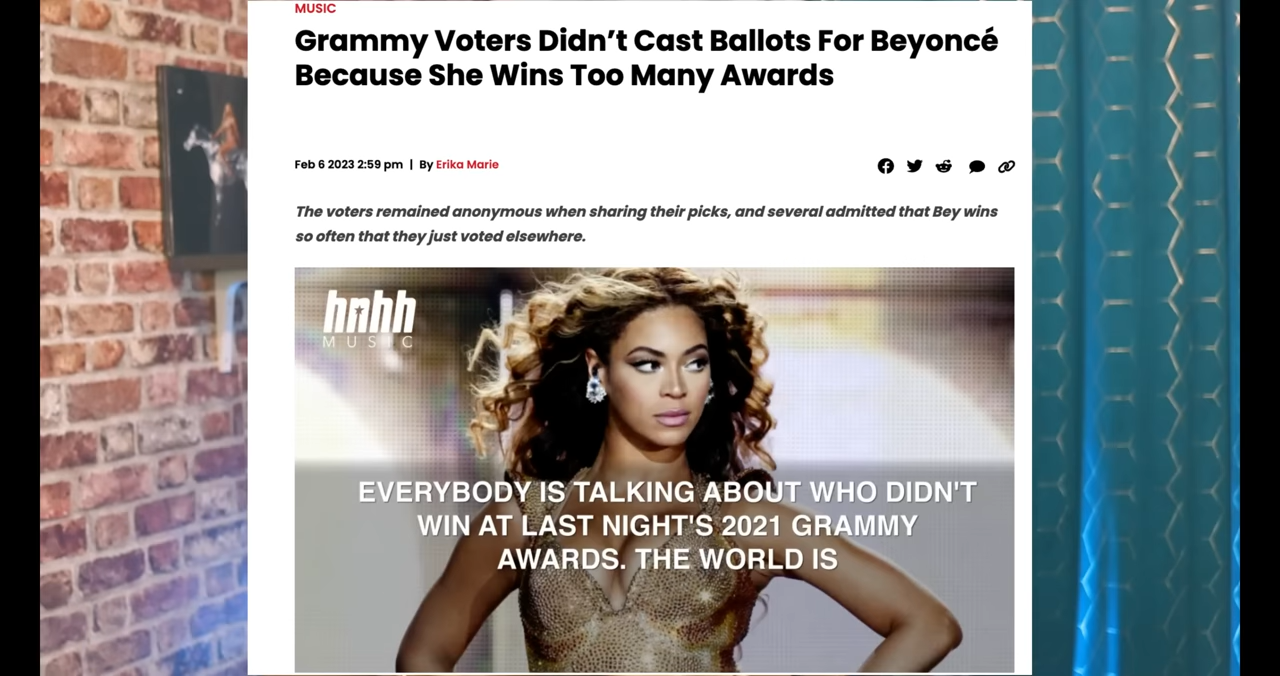 MUSIC
Grammy Voters Didn’t Cast Ballots For Beyoncé
Because She Wins Too Many Awards
Feb 6 2023 2:59 pm | By Erika Marie
The voters remained anonymous when sharing their picks, and several admitted that Bey wins
so often that they just voted elsewhere.
hnhh
MUSIC
EVERYBODY IS TALKING ABOUT WHO DIDN'T
WIN AT LAST NIGHT'S 2021 GRAMMY
AWARDS. THE WORLD IS